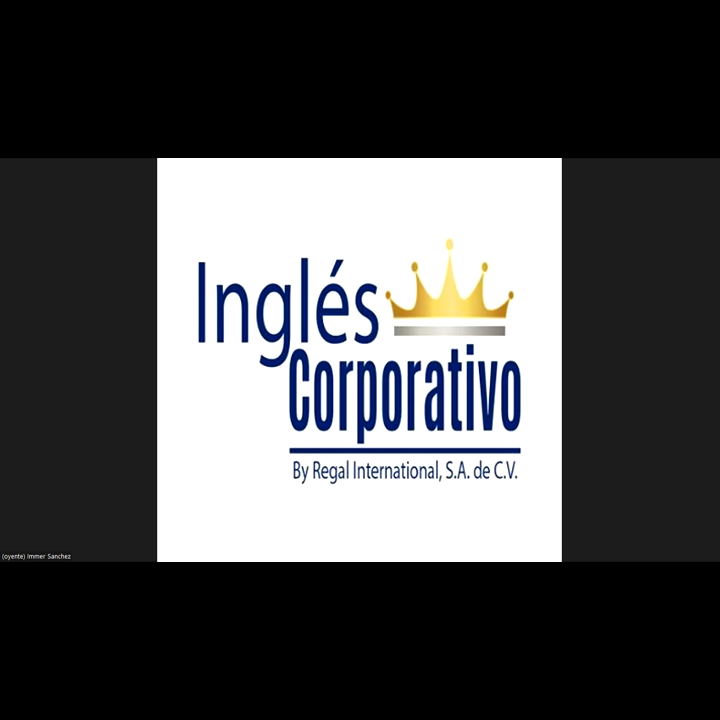 Inglés
Corporativo
By Regal International, S.A. de C.V.
(oyente) Immer Sanchez